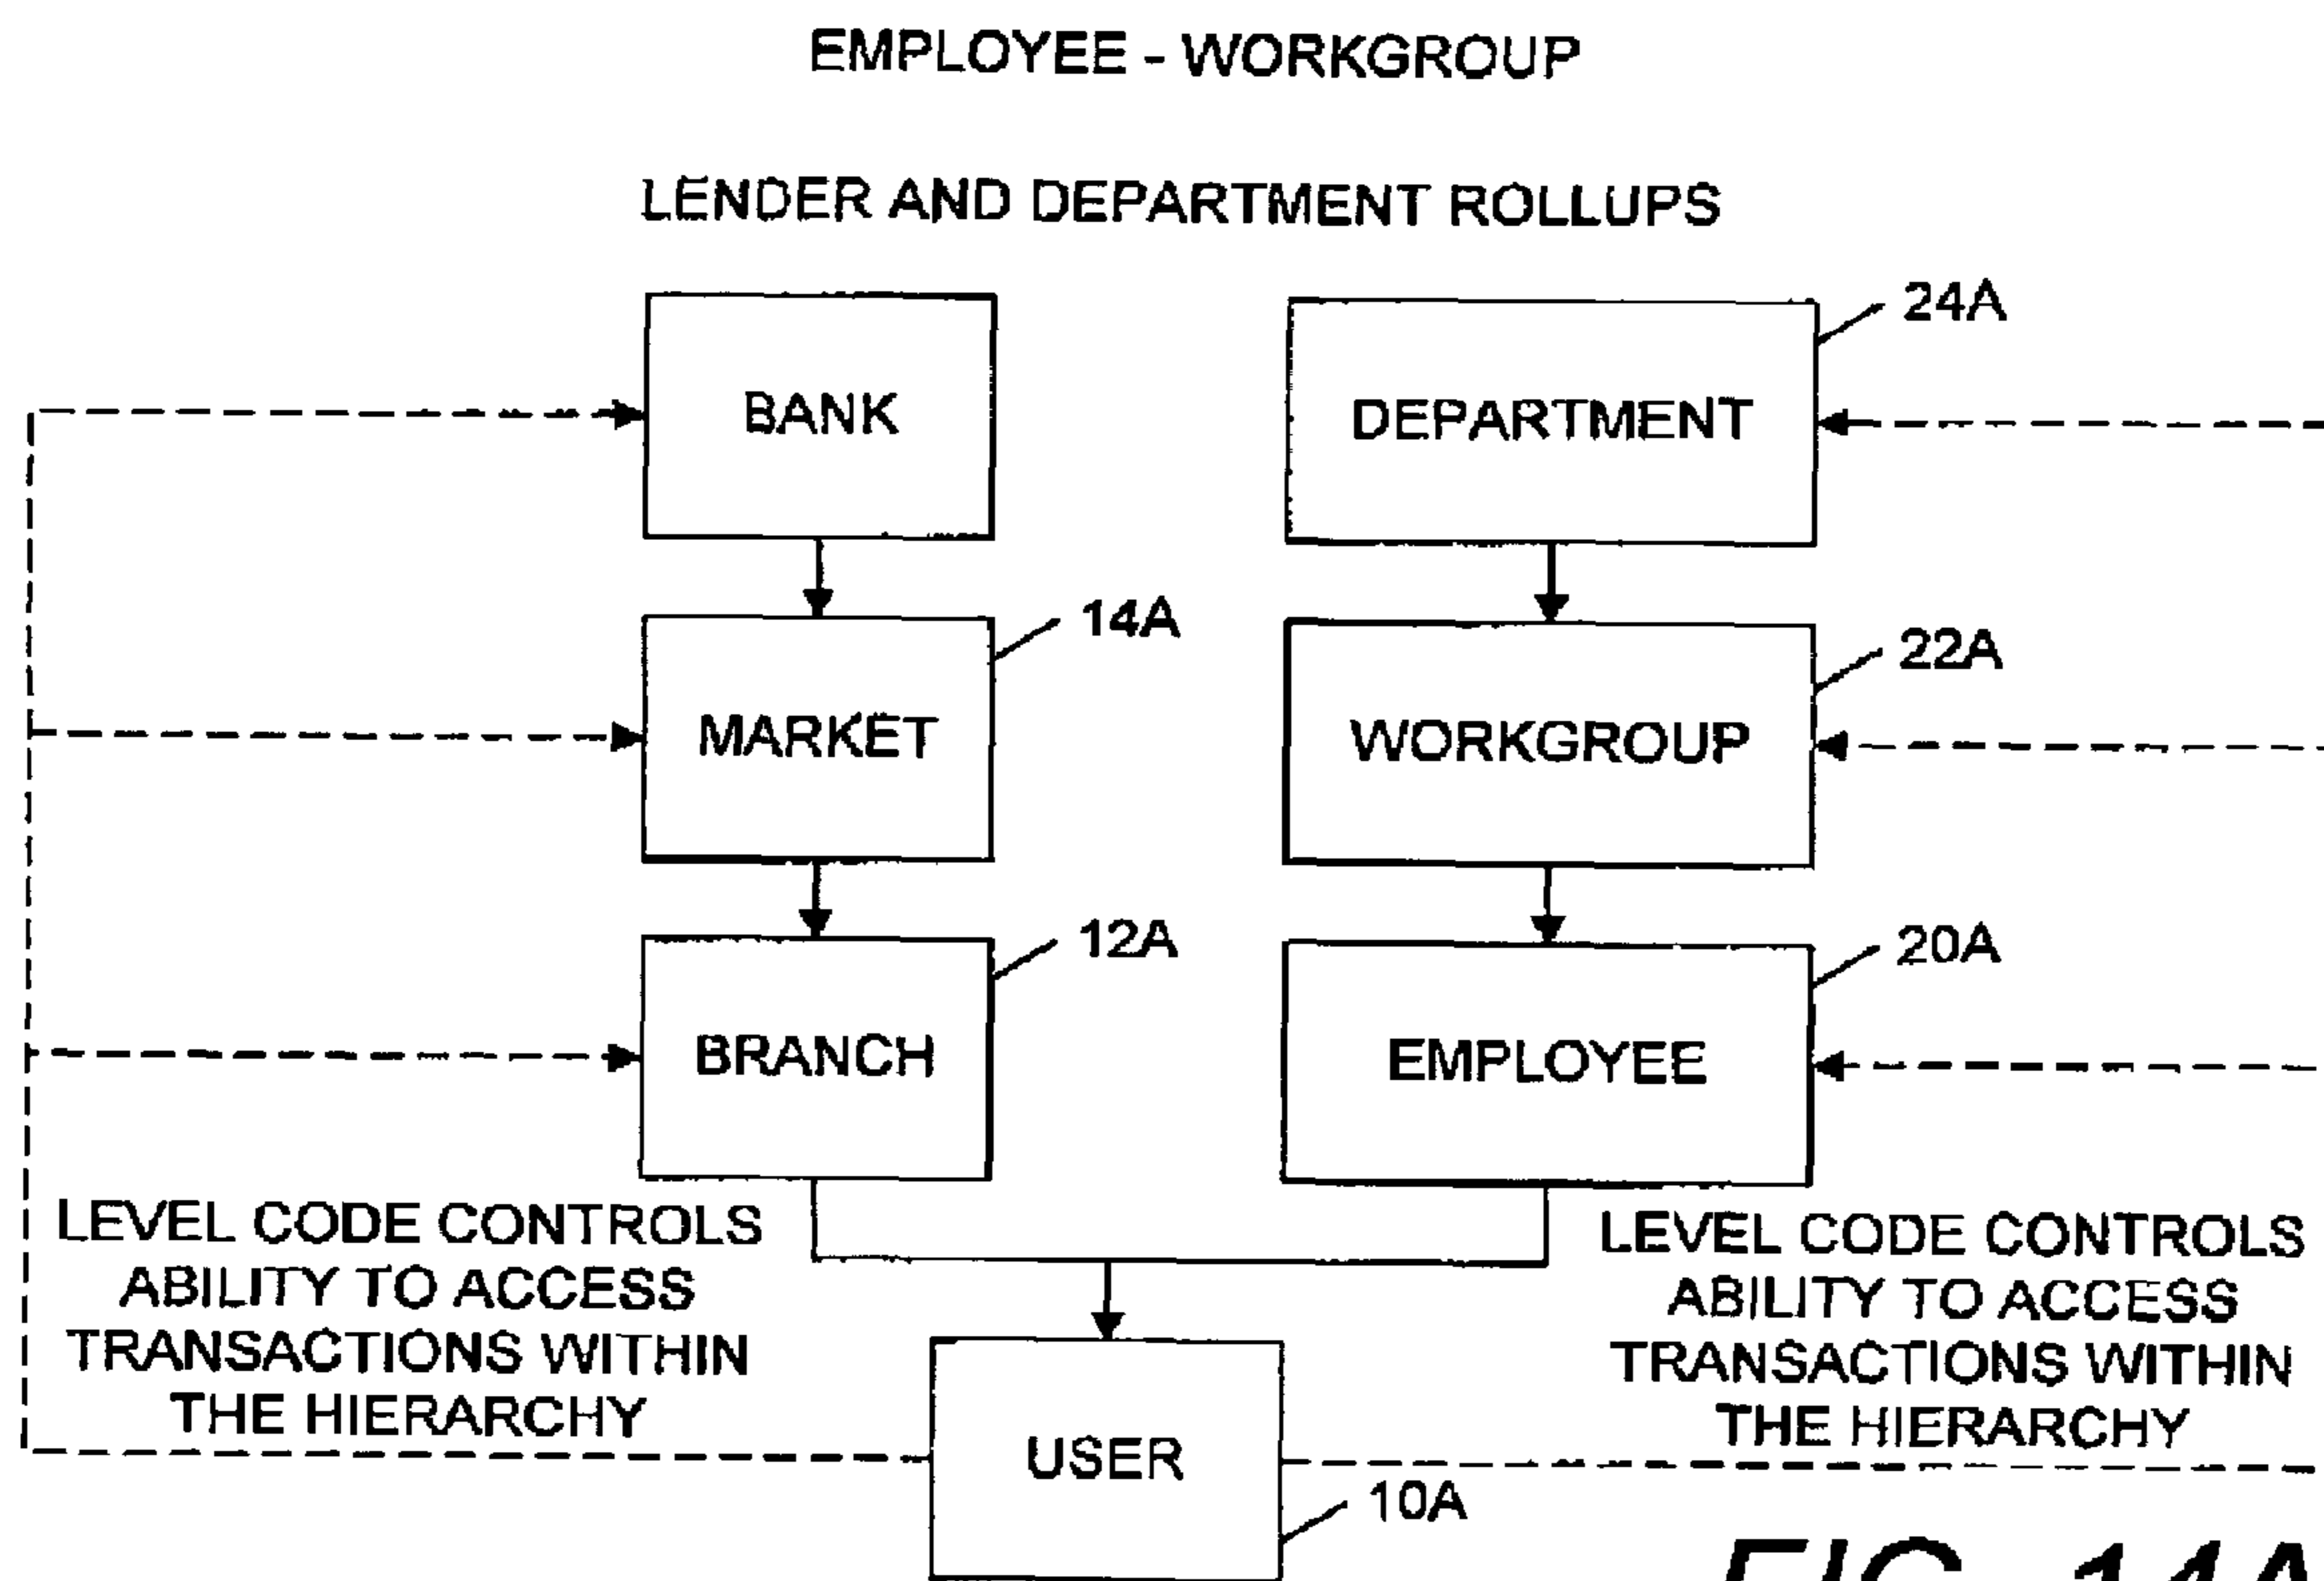 EMPLOYEE - WORKGROUP
LENDER AND DEPARTMENT ROLLUPS
24A
BANK
DEPARTMENT
14A
22A
MARKET
WORKGROUP
12A
20A
BRANCH
EMPLOYEE
LEVEL CODE CONTROLS
ABILITY TO ACCESS
TRANSACTIONS WITHIN
THE HIERARCHY
LEVEL CODE CONTROLS
ABILITY TO ACCESS
TRANSACTIONS WITHIN
THE HIERARCHY
USER
10A
FIG. 14A